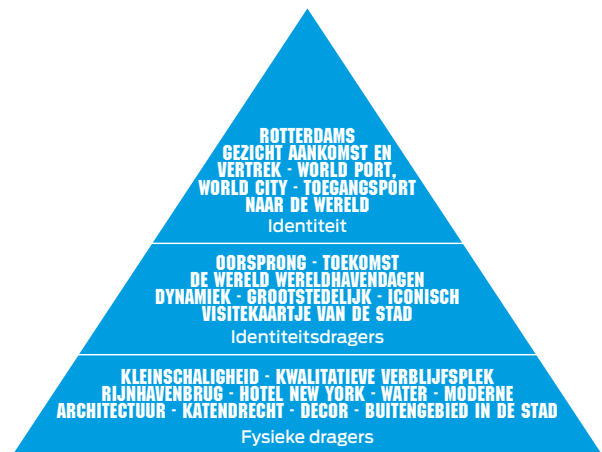 ROTTERDAMS
GEZICHT AANKOMST EN
VERTREK - WORLD PORT,
WORLD CITY - TOEGANGSPORT
NAAR DE WERELD
Identiteit
OORSPRONG - TOEKOMST
DE WERELD WERELDHAVENDAGEN
DYNAMIEK - GROOTSTEDELIJK - ICONISCH
VISITEKAARTJE VAN DE STAD
Identiteitsdragers
KLEINSCHALIGHEID - KWALITATIEVE VERBLIJFSPLEK
RIJNHAVENBRUG - HOTEL NEW YORK - WATER - MODERNE
ARCHITECTUUR - KATENDRECHT - DECOR - BUITENGEBIED IN DE STAD
Fysieke dragers